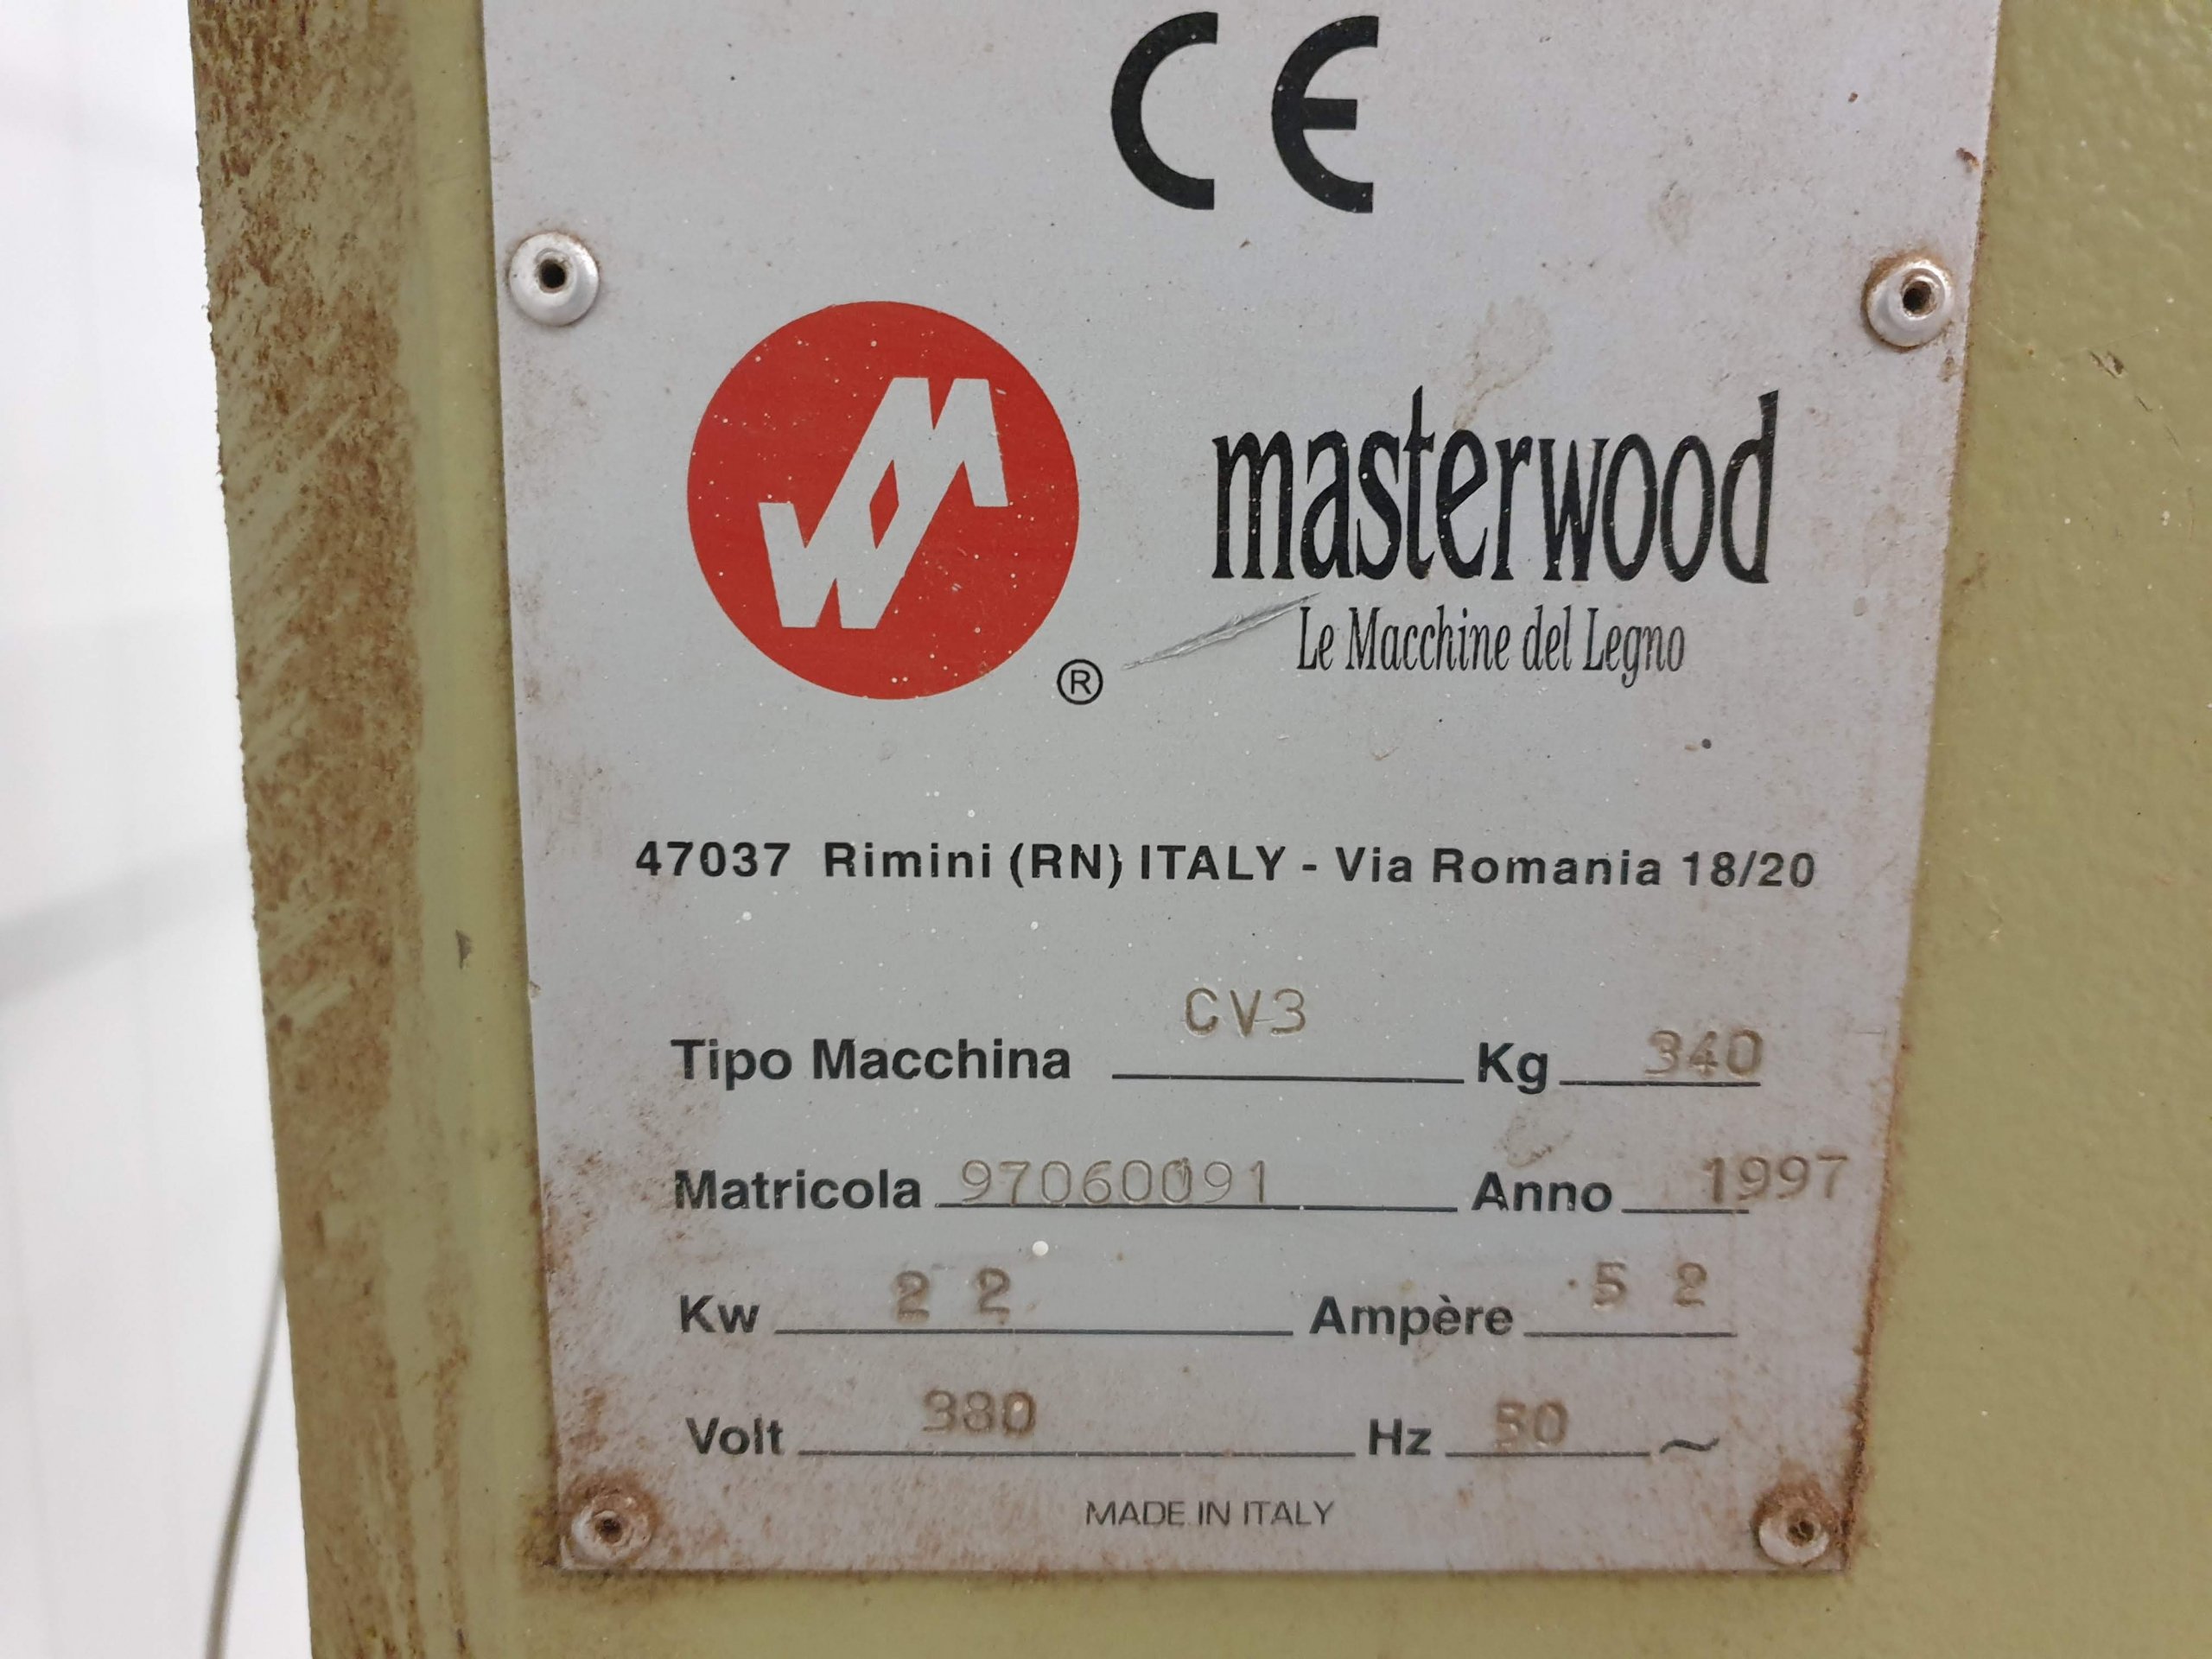 CE
masterwood
Le Macchine del Legno
®
47037 Rimini (RN) ITALY - Via Romania 18/20
Tipo Macchina CV3 Kg 340
Matricola 97060091 Anno 1997
Kw 2 2 Ampère 5 2
Volt 380 Hz 50 ~
MADE IN ITALY